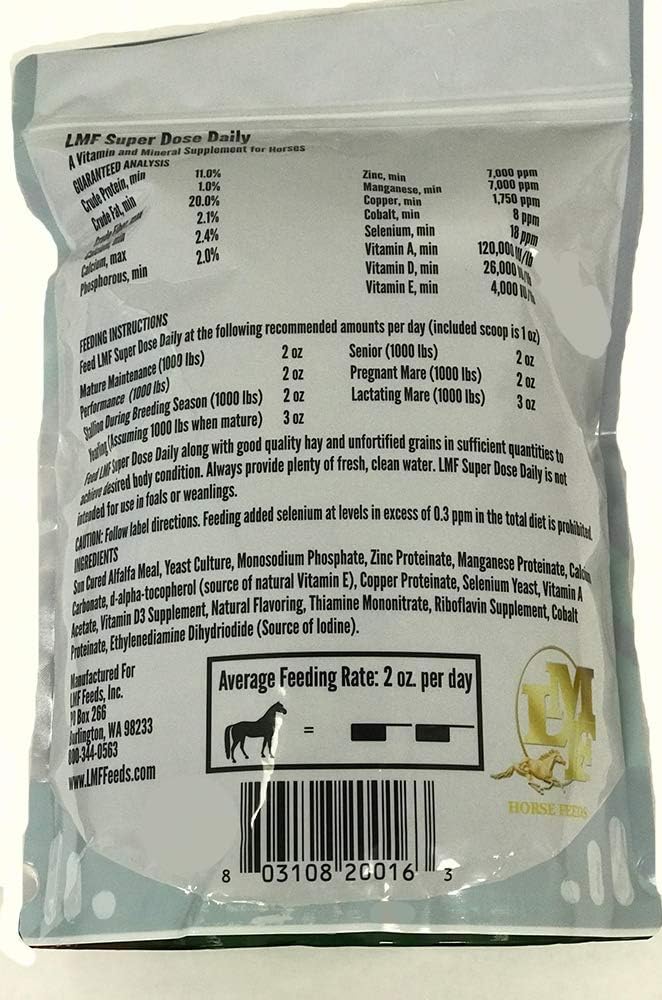 LMF Super Dose Daily
A Vitamin and Mineral Supplement for Horses
GUARANTEED ANALYSIS
Crude Protein, min 11.0%
Crude Fat, min 1.0%
Crude Fiber, max 20.0%
Calcium, min 2.1%
Calcium, max 2.4%
Phosphorous, min 2.0%
Zinc, min 7,000 ppm
Manganese, min 7,000 ppm
Copper, min 1,750 ppm
Cobalt, min 8 ppm
Selenium, min 18 ppm
Vitamin A, min 120,000 IU/lb
Vitamin D, min 26,000 IU/lb
Vitamin E, min 4,000 IU/lb
FEEDING INSTRUCTIONS
Feed LMF Super Dose Daily at the following recommended amounts per day (included scoop is 1 oz)
Mature Maintenance (1000 lbs) 2 oz
Performance (1000 lbs) 2 oz
Stallion During Breeding Season (1000 lbs) 2 oz
Yearling (Assuming 1000 lbs when mature) 3 oz
Senior (1000 lbs) 2 oz
Pregnant Mare (1000 lbs) 2 oz
Lactating Mare (1000 lbs) 3 oz
Feed LMF Super Dose Daily along with good quality hay and unfortified grains in sufficient quantities to
achieve desired body condition. Always provide plenty of fresh, clean water. LMF Super Dose Daily is not
intended for use in foals or weanlings.
CAUTION: Follow label directions. Feeding added selenium at levels in excess of 0.3 ppm in the total diet is prohibited.
INGREDIENTS
Sun Cured Alfalfa Meal, Yeast Culture, Monosodium Phosphate, Zinc Proteinate, Manganese Proteinate, Calcium
Carbonate, d-alpha-tocopherol (source of natural Vitamin E), Copper Proteinate, Selenium Yeast, Vitamin A
Acetate, Vitamin D3 Supplement, Natural Flavoring, Thiamine Mononitrate, Riboflavin Supplement, Cobalt
Proteinate, Ethylenediamine Dihydriodide (Source of Iodine).
Manufactured For
LMF Feeds, Inc.
PO Box 266
Burlington, WA 98233
800-344-0563
www.LMFFeeds.com
Average Feeding Rate: 2 oz. per day
=
LMF
HORSE FEEDS
8 03108 20016 3